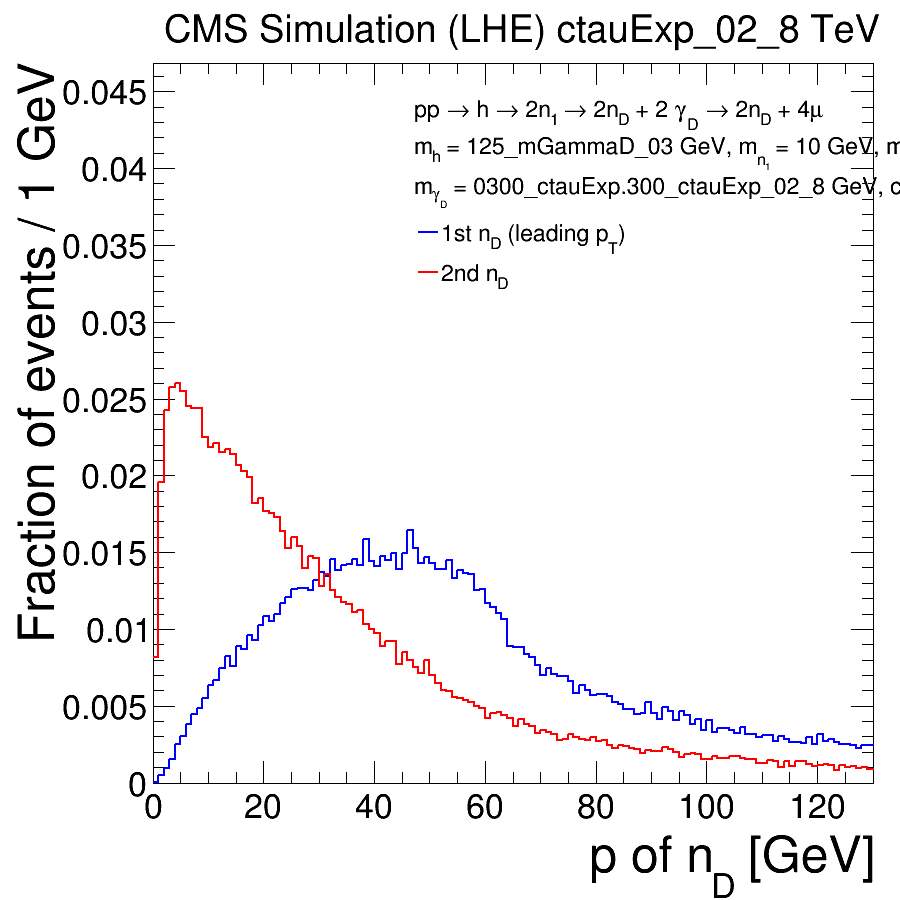 CMS Simulation (LHE) ctauExp_02_8 TeV
Fraction of events / 1 GeV
0.045
0.04
0.035
0.03
0.025
0.02
0.015
0.01
0.005
0
pp → h → 2n1 → 2nD + 2 γD → 2nD + 4μ
mh = 125_mGammaD_03 GeV, mn1 = 10 GeV, m
mγD = 0300_ctauExp.300_ctauExp_02_8 GeV, c
1st nD (leading pT)
2nd nD
0 20 40 60 80 100 120
p of nD [GeV]